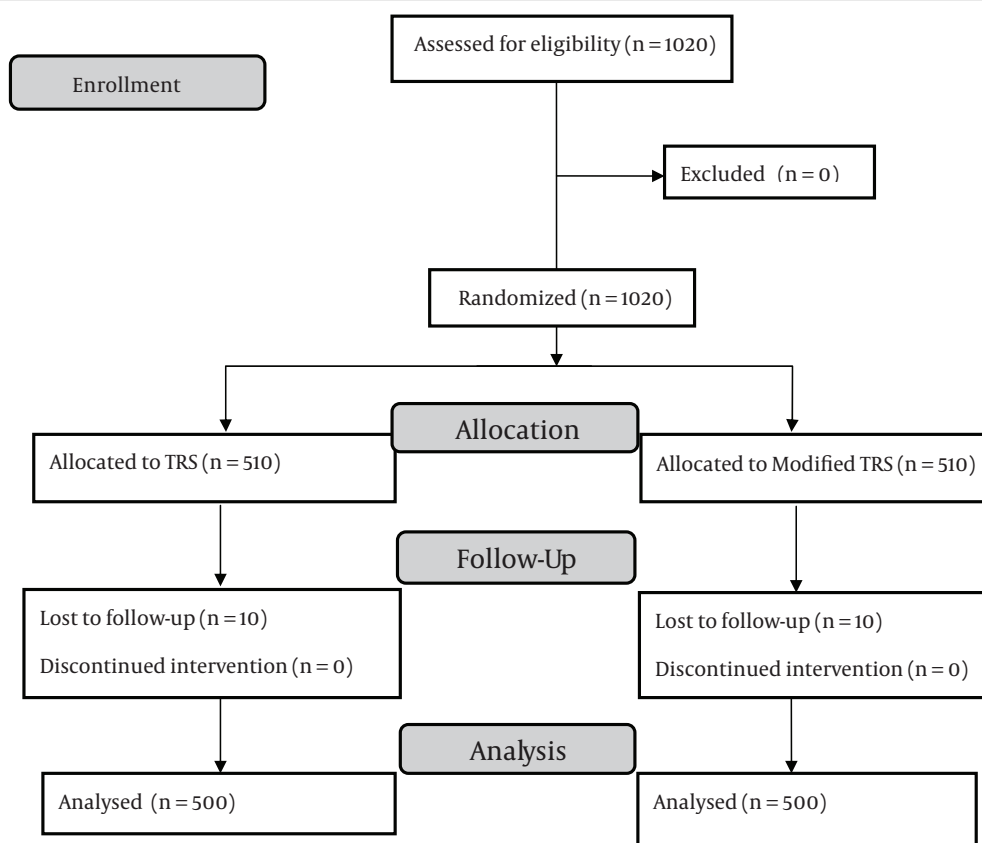 Assessed for eligibility (n = 1020)
Enrollment
Excluded (n = 0)
Randomized (n = 1020)
Allocation
Allocated to TRS (n = 510)
Allocated to Modified TRS (n = 510)
Follow-Up
Lost to follow-up (n = 10)
Discontinued intervention (n = 0)
Lost to follow-up (n = 10)
Discontinued intervention (n = 0)
Analysis
Analysed (n = 500)
Analysed (n = 500)